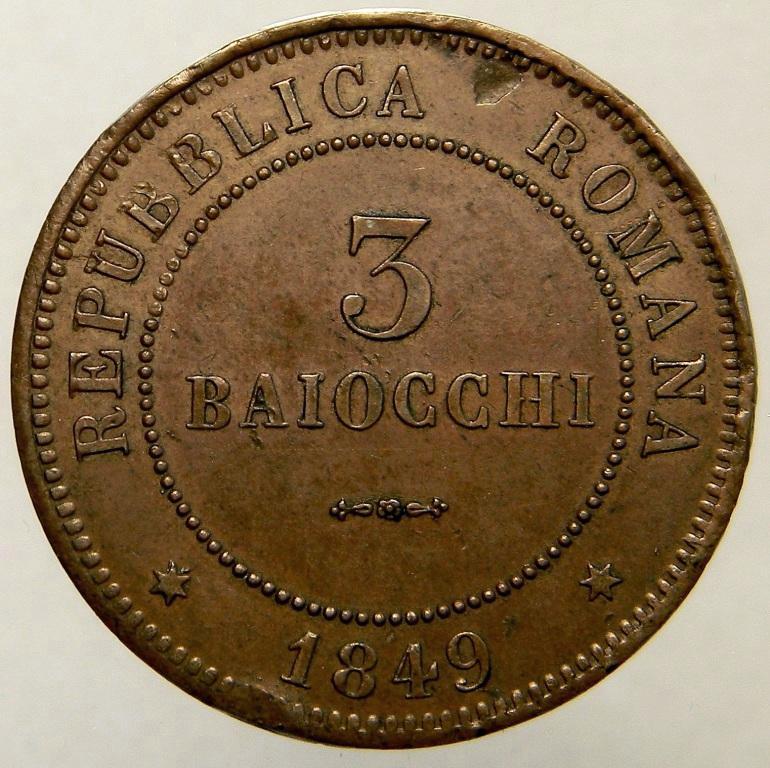 REPUBBLICA ROMANA
3
BAIOCCHI
1849